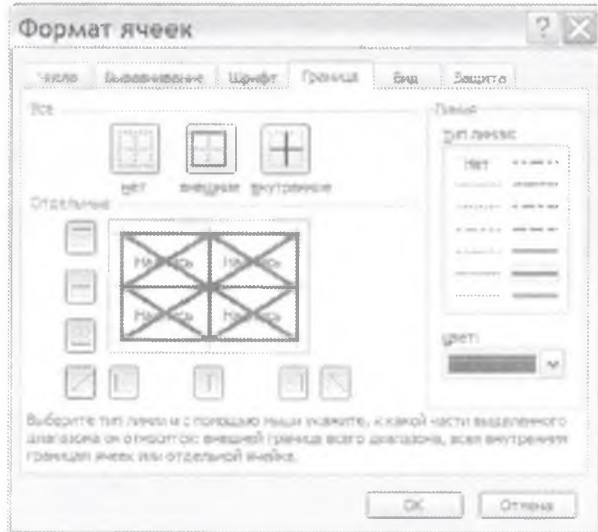 Формат ячеек
Число Выравнивание Шрифт Граница Вид Защита
Все
Линия
Тип линии:
Нет
нет внешние внутренние
Отдельные
Надпись Надпись
Надпись Надпись
цвет:
Выберите тип линии и с помощью мыши укажите, к какой части выделенного
диапазона он относится: внешней границе всего диапазона, всем внутренним
границам ячеек или отдельной ячейке.
ОК Отмена